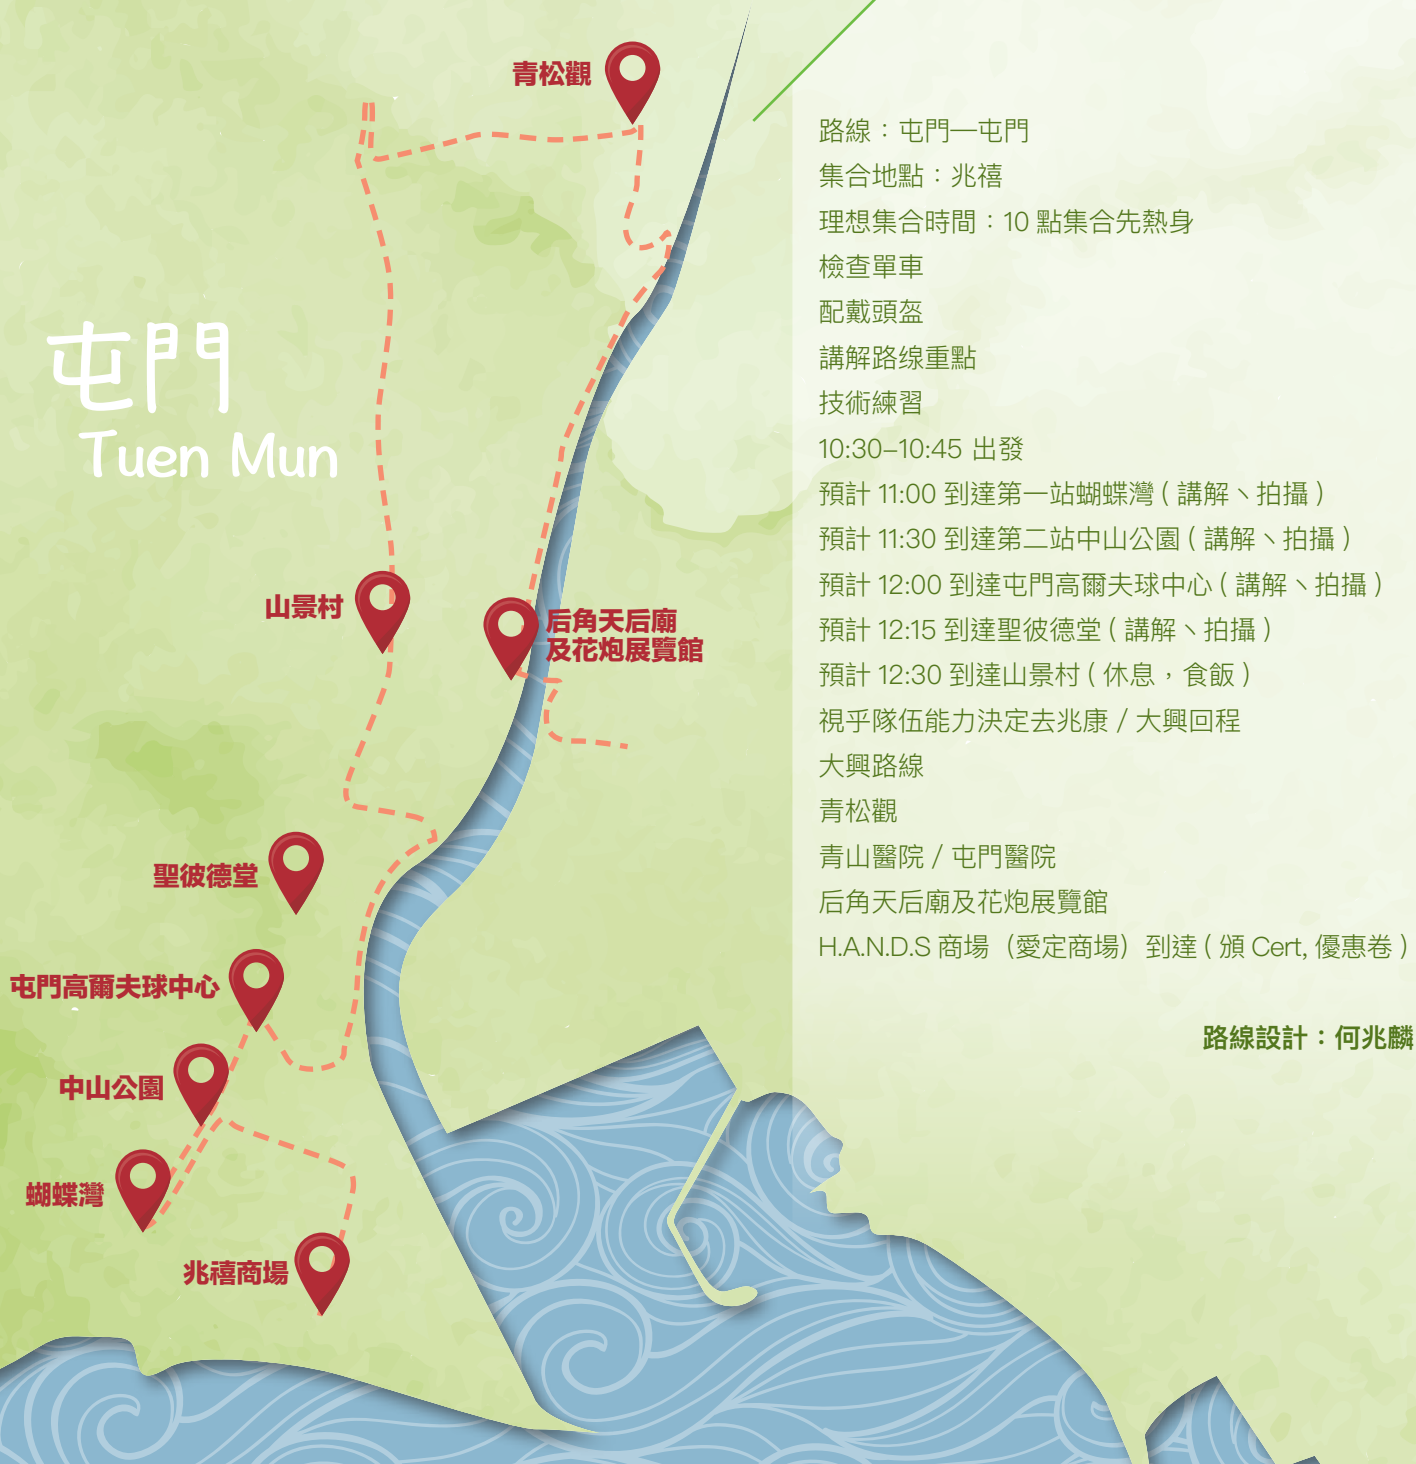 青松觀
屯門
Tuen Mun
山景村
后角天后廟
及花炮展覽館
聖彼德堂
屯門高爾夫球中心
中山公園
蝴蝶灣
兆禧商場
路線：屯門—屯門
集合地點：兆禧
理想集合時間：10 點集合先熱身
檢查單車
配戴頭盔
講解路缐重點
技術練習
10:30–10:45 出發
預計 11:00 到達第一站蝴蝶灣 ( 講解、拍攝 )
預計 11:30 到達第二站中山公園 ( 講解、拍攝 )
預計 12:00 到達屯門高爾夫球中心 ( 講解、拍攝 )
預計 12:15 到達聖彼德堂 ( 講解、拍攝 )
預計 12:30 到達山景村 ( 休息，食飯 )
視乎隊伍能力決定去兆康 / 大興回程
大興路線
青松觀
青山醫院 / 屯門醫院
后角天后廟及花炮展覽館
H.A.N.D.S 商場（愛定商場）到達 ( 頒 Cert, 優惠卷 )
路線設計：何兆麟